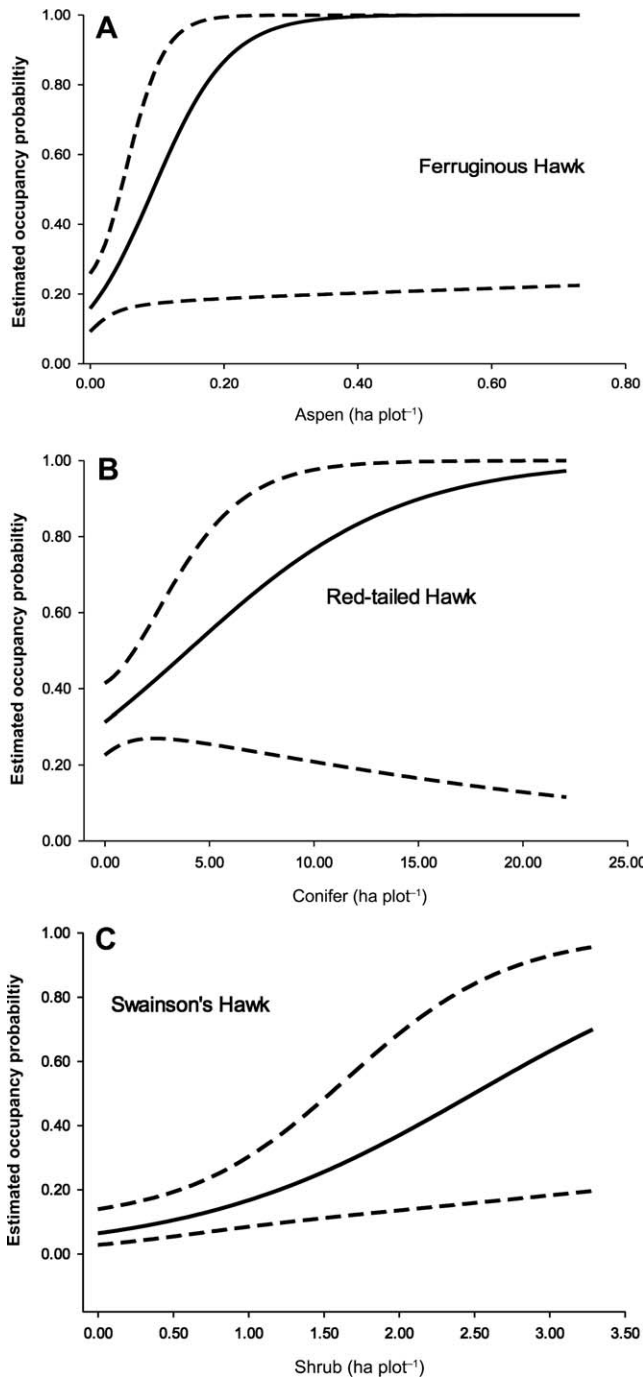 A
1.00
0.80
0.60
0.40
0.20
0.00
Estimated occupancy probabiltiy
Ferruginous Hawk
0.00 0.20 0.40 0.60 0.80
Aspen (ha plot⁻¹)
B
1.00
0.80
0.60
0.40
0.20
0.00
Estimated occupancy probabiltiy
Red-tailed Hawk
0.00 5.00 10.00 15.00 20.00 25.00
Conifer (ha plot⁻¹)
C
1.00
0.80
0.60
0.40
0.20
0.00
Estimated occupancy probabiltiy
Swainson's Hawk
0.00 0.50 1.00 1.50 2.00 2.50 3.00 3.50
Shrub (ha plot⁻¹)